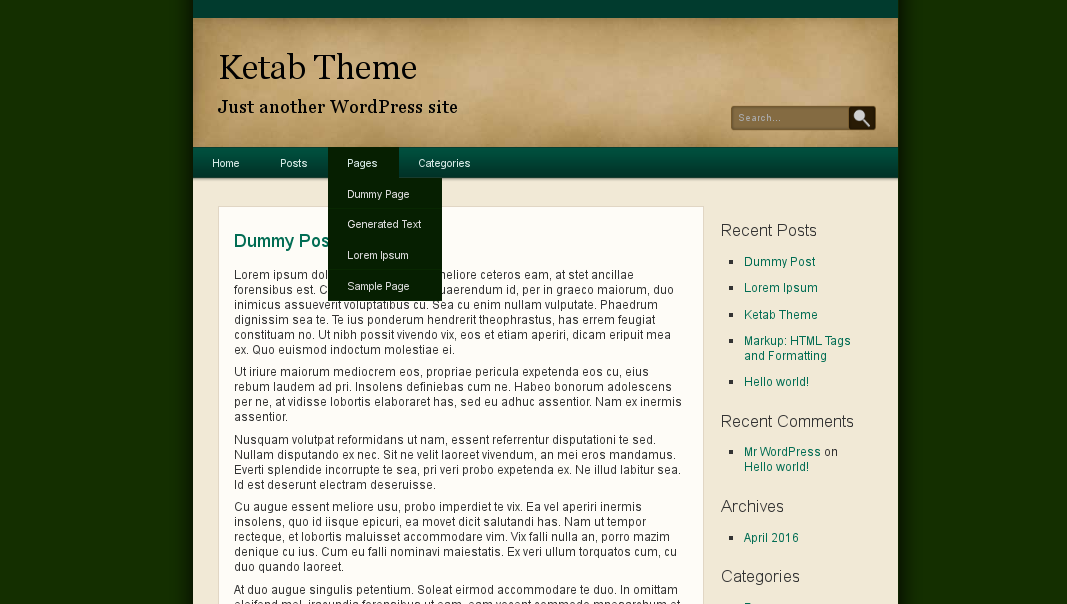 Ketab Theme
Just another WordPress site
Search...
Home
Posts
Pages
Categories
Dummy Page
Generated Text
Lorem Ipsum
Sample Page
Dummy Pos
Lorem ipsum dol
eliore ceteros eam, at stet ancillae
forensibus est. C
uaerendum id, per in graeco maiorum, duo
inimicus assueverit voluptatibus cu. Sea cu enim nullam vulputate. Phaedrum
dignissim sea te. Te ius ponderum hendrerit theophrastus, has errem feugiat
constituam no. Ut nibh possit vivendo vix, eos et etiam aperiri, dicam eripuit mea
ex. Quo euismod indoctum molestiae ei.
Ut iriure maiorum mediocrem eos, propriae pericula expetenda eos cu, eius
rebum laudem ad pri. Insolens definiebas cum ne. Habeo bonorum adolescens
per ne, at vidisse lobortis elaboraret has, sed eu adhuc assentior. Nam ex inermis
assentior.
Nusquam volutpat reformidans ut nam, essent referrentur disputationi te sed.
Nullam disputando ex nec. Sit ne velit laoreet vivendum, an mei eros mandamus.
Everti splendide incorrupte te sea, pri veri probo expetenda ex. Ne illud labitur sea.
Id est deserunt electram deseruisse.
Cu augue essent meliore usu, probo imperdiet te vix. Ea vel aperiri inermis
insolens, quo id iisque epicuri, ea movet dicit salutandi has. Nam ut tempor
recteque, et lobortis maluisset accommodare vim. Vix falli nulla an, porro mazim
denique cu ius. Cum eu falli nominavi maiestatis. Ex veri ullum torquatos cum, cu
duo quando laoreet.
At duo augue singulis petentium. Soleat eirmod accommodare te duo. In omittam
Recent Posts
Dummy Post
Lorem Ipsum
Ketab Theme
Markup: HTML Tags
and Formatting
Hello world!
Recent Comments
Mr WordPress on
Hello world!
Archives
April 2016
Categories